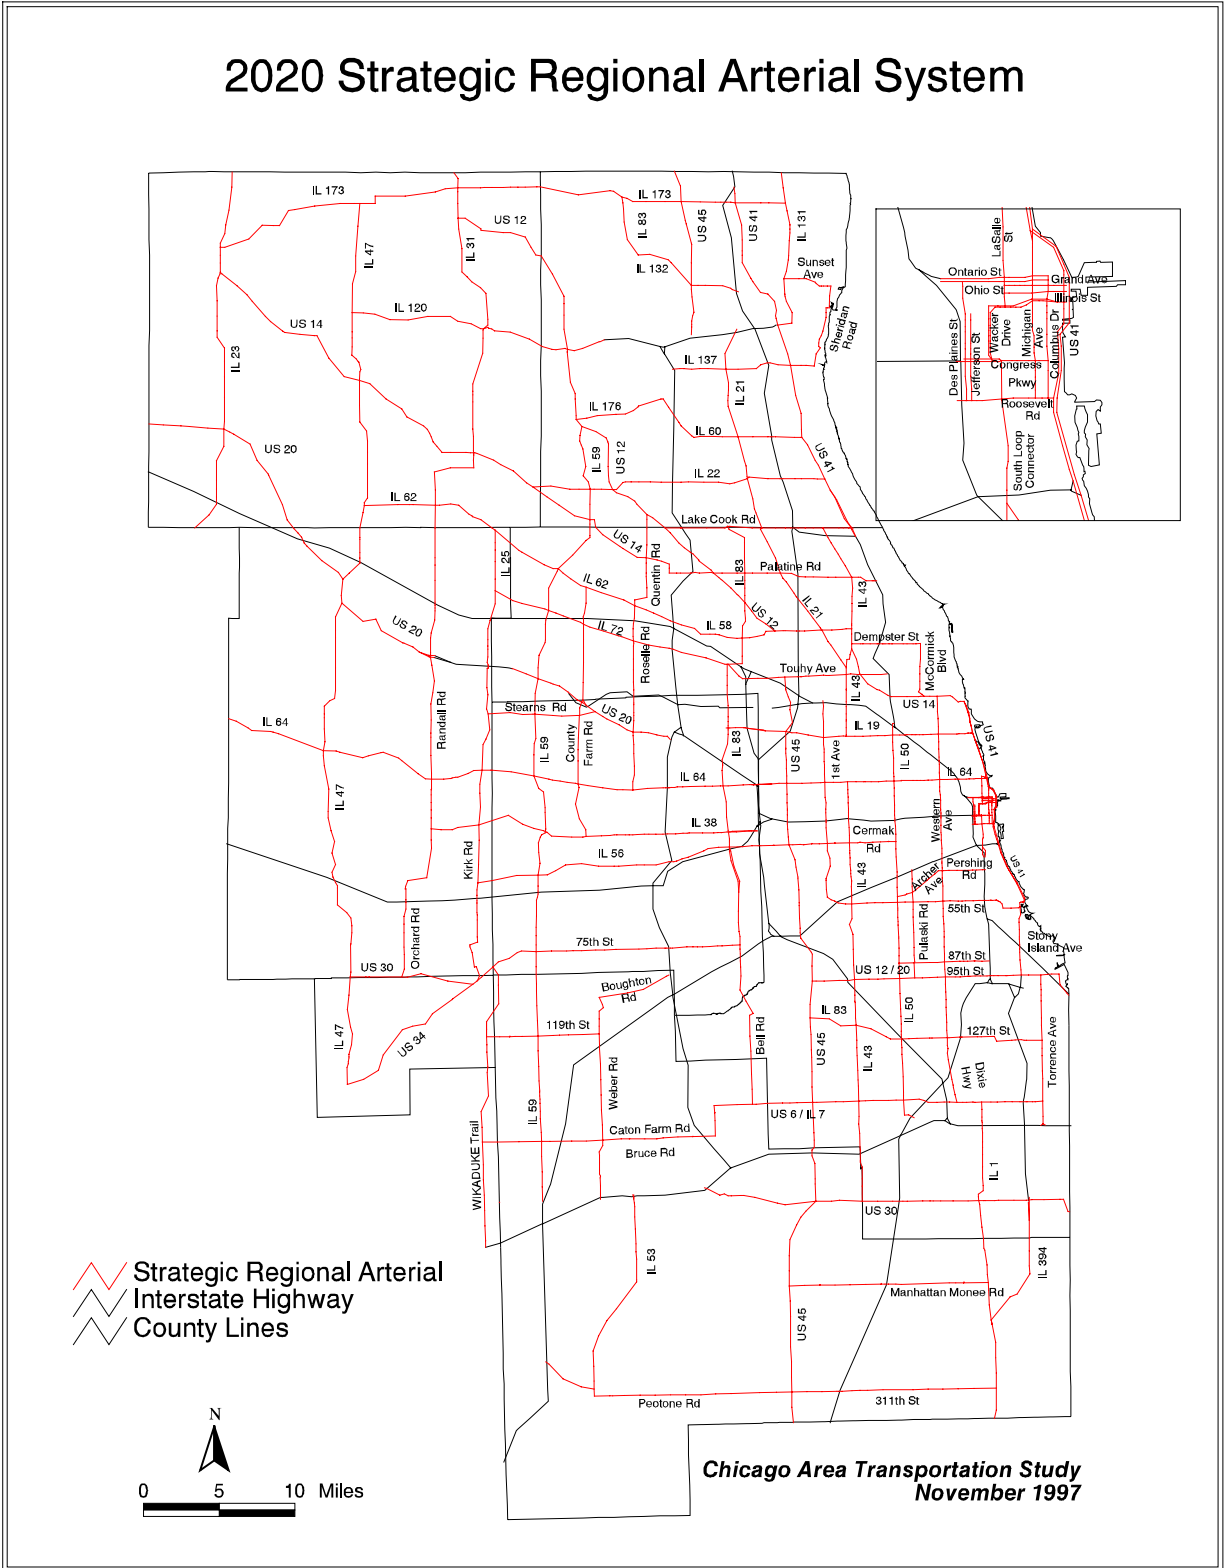 2020 Strategic Regional Arterial System
IL 173
IL 173
US 12
IL 83
US 45
US 41
IL 131
IL 47
IL 31
IL 132
Sunset
Ave
IL 120
US 14
Sheridan
Road
IL 23
IL 137
IL 21
IL 176
IL 60
US 20
IL 59
US 12
US 41
IL 22
IL 62
Lake Cook Rd
US 14
IL 25
Quentin Rd
IL 83
Palatine Rd
IL 62
IL 43
US 12
IL 21
US 20
IL 72
IL 58
Dempster St
McCormick
Blvd
Roselle Rd
Touhy Ave
IL 43
US 14
Stearns Rd
US 20
IL 64
Randall Rd
IL 59
County
Farm Rd
IL 83
US 45
1st Ave
IL 19
IL 50
US 41
IL 64
IL 64
IL 47
IL 38
Western
Ave
Cermak
Rd
Kirk Rd
IL 56
IL 43
Archer
Ave
Pershing
Rd
US 41
55th St
Orchard Rd
Pulaski Rd
75th St
Stony
Island Ave
87th St
US 30
US 12 / 20
95th St
Boughton
Rd
IL 83
IL 50
119th St
127th St
IL 47
US 34
Bell Rd
US 45
IL 43
Dixie
Hwy
Torrence Ave
Weber Rd
IL 59
US 6 / IL 7
Caton Farm Rd
Bruce Rd
WIKADUKE Trail
IL 1
US 30
IL 53
IL 394
Manhattan Monee Rd
US 45
Peotone Rd
311th St
LaSalle
St
Ontario St
Grand Ave
Ohio St
Illinois St
Des Plaines St
Jefferson St
Wacker
Drive
Michigan
Ave
Columbus Dr
US 41
Congress
Pkwy
Roosevelt
Rd
South Loop
Connector
Strategic Regional Arterial
Interstate Highway
County Lines
N
0 5 10 Miles
Chicago Area Transportation Study
November 1997